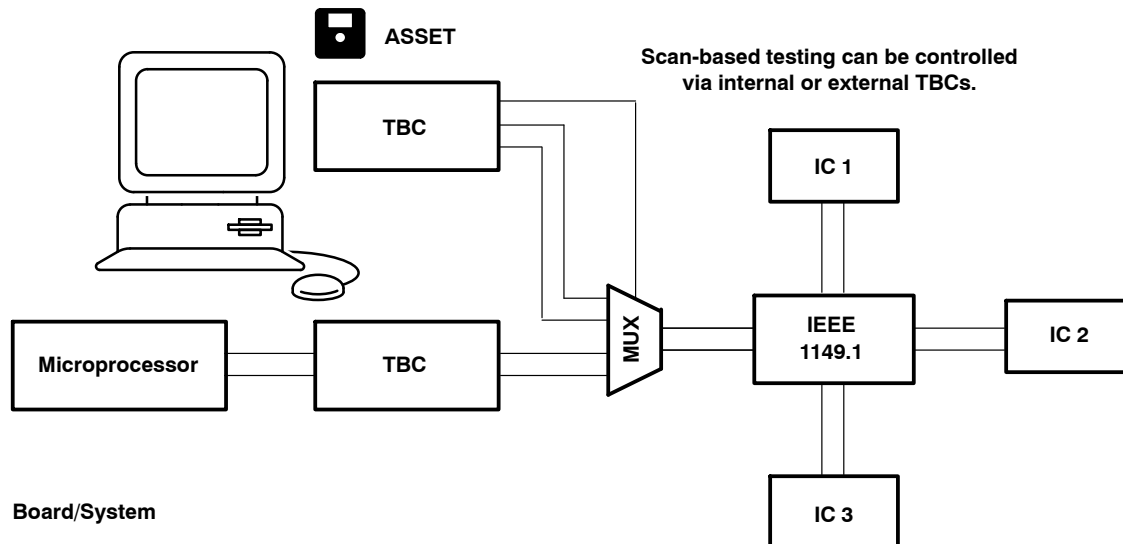 ASSET
Scan-based testing can be controlled
via internal or external TBCs.
TBC
IC 1
MUX
IEEE
1149.1
IC 2
Microprocessor
TBC
IC 3
Board/System